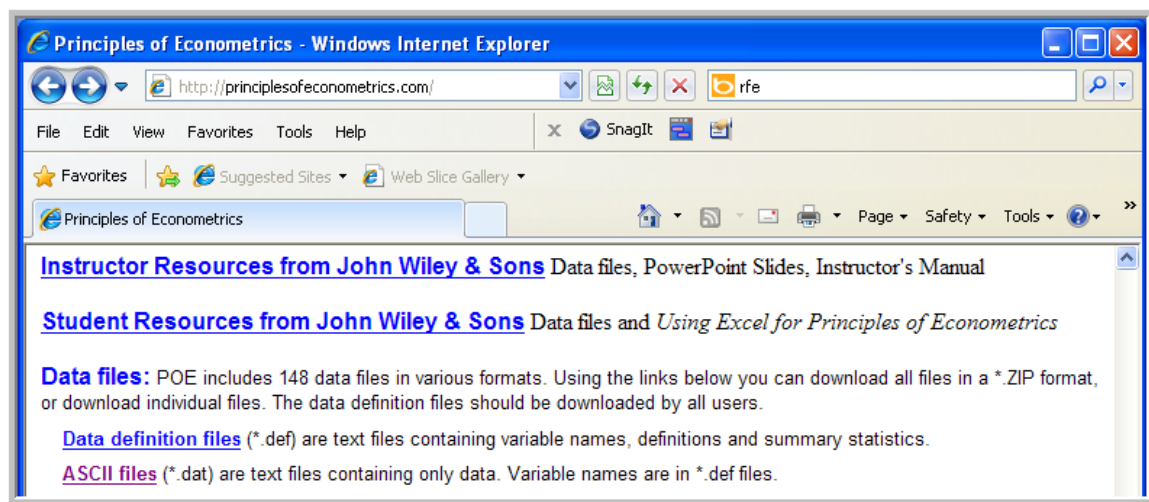 Principles of Econometrics - Windows Internet Explorer
http://principlesofeconometrics.com/ rfe
File Edit View Favorites Tools Help x SnagIt
Favorites Suggested Sites Web Slice Gallery
Principles of Econometrics Page Safety Tools »
Instructor Resources from John Wiley & Sons Data files, PowerPoint Slides, Instructor's Manual
Student Resources from John Wiley & Sons Data files and Using Excel for Principles of Econometrics
Data files: POE includes 148 data files in various formats. Using the links below you can download all files in a *.ZIP format,
or download individual files. The data definition files should be downloaded by all users.
Data definition files (*.def) are text files containing variable names, definitions and summary statistics.
ASCII files (*.dat) are text files containing only data. Variable names are in *.def files.